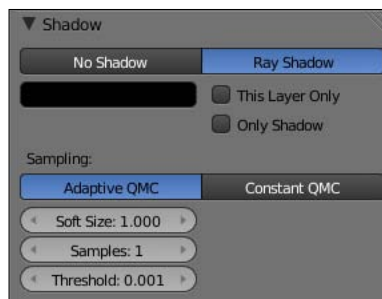 Shadow
No Shadow
Ray Shadow
This Layer Only
Only Shadow
Sampling:
Adaptive QMC
Constant QMC
Soft Size: 1.000
Samples: 1
Threshold: 0.001